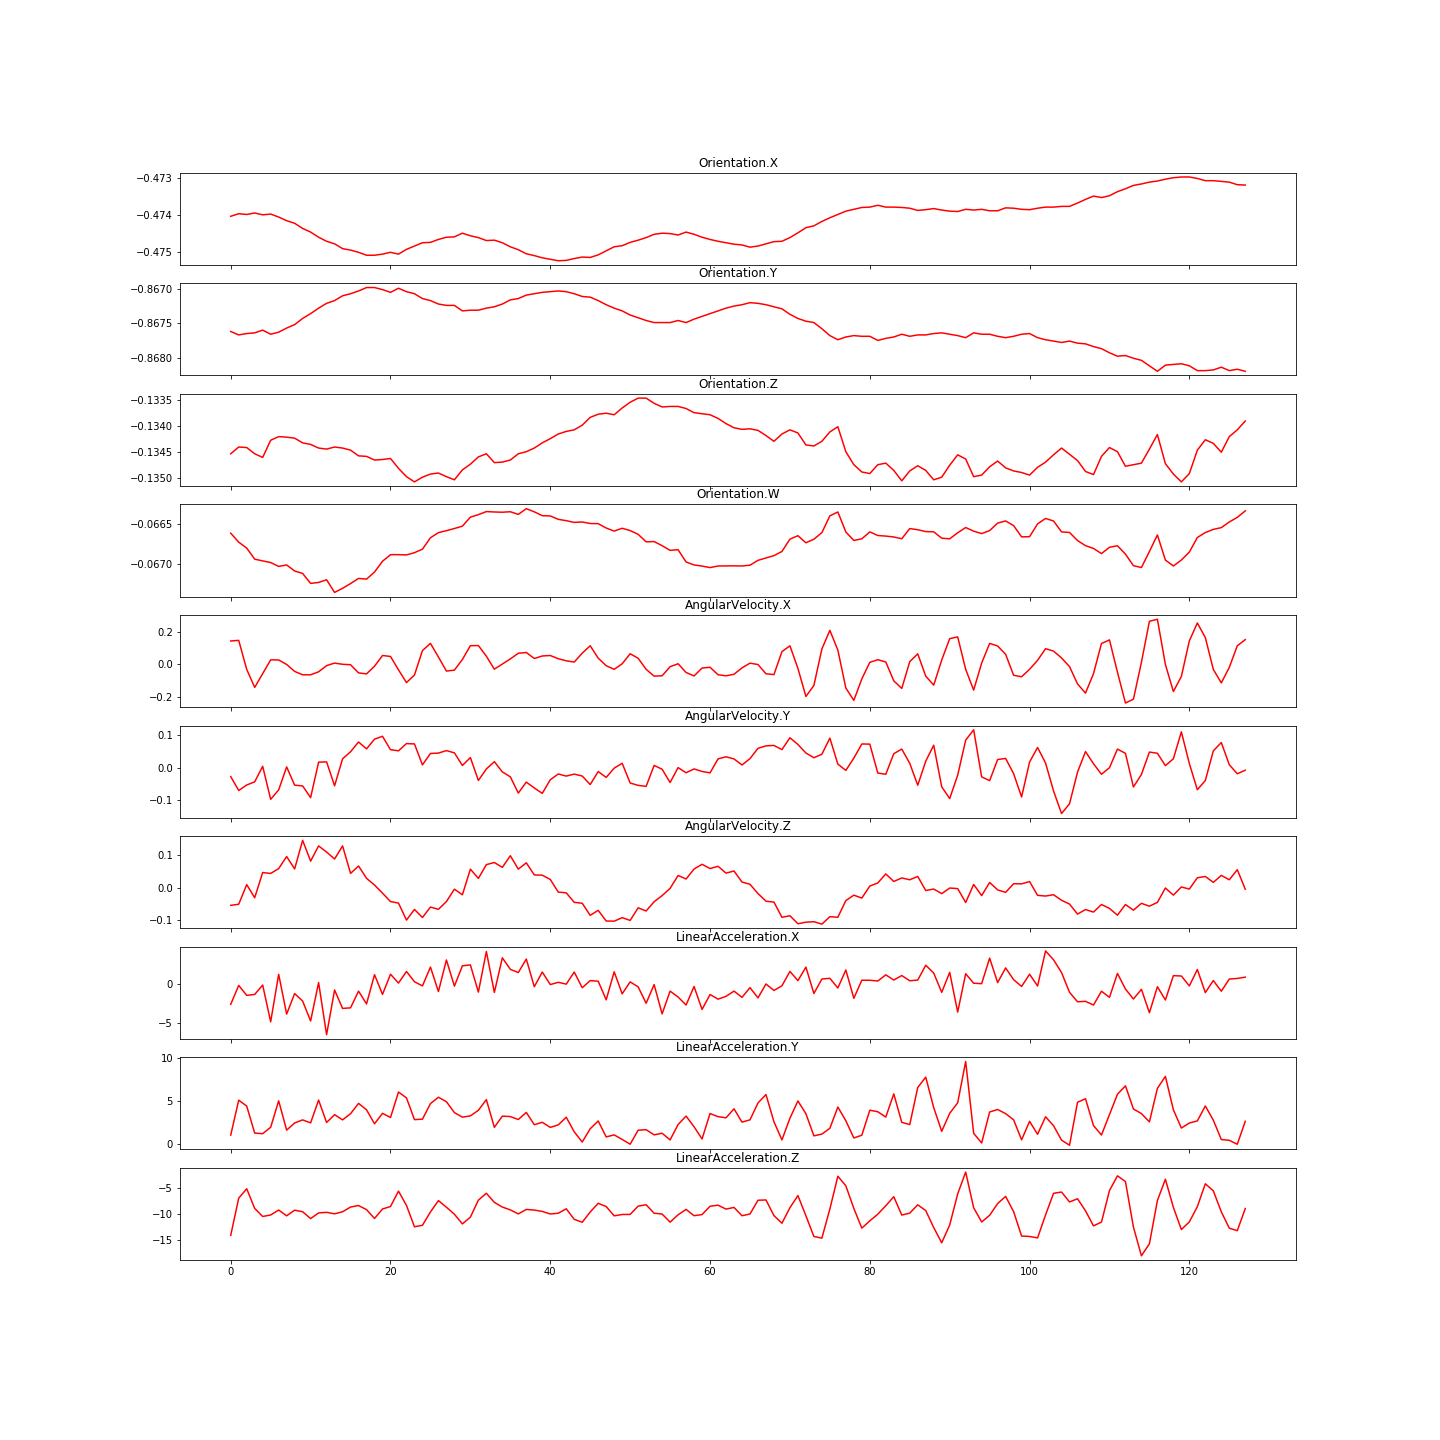 Orientation.X
−0.473
−0.474
−0.475
Orientation.Y
−0.8670
−0.8675
−0.8680
Orientation.Z
−0.1335
−0.1340
−0.1345
−0.1350
Orientation.W
−0.0665
−0.0670
AngularVelocity.X
0.2
0.0
−0.2
AngularVelocity.Y
0.1
0.0
−0.1
AngularVelocity.Z
0.1
0.0
−0.1
LinearAcceleration.X
0
−5
LinearAcceleration.Y
10
5
0
LinearAcceleration.Z
−5
−10
−15
0 20 40 60 80 100 120